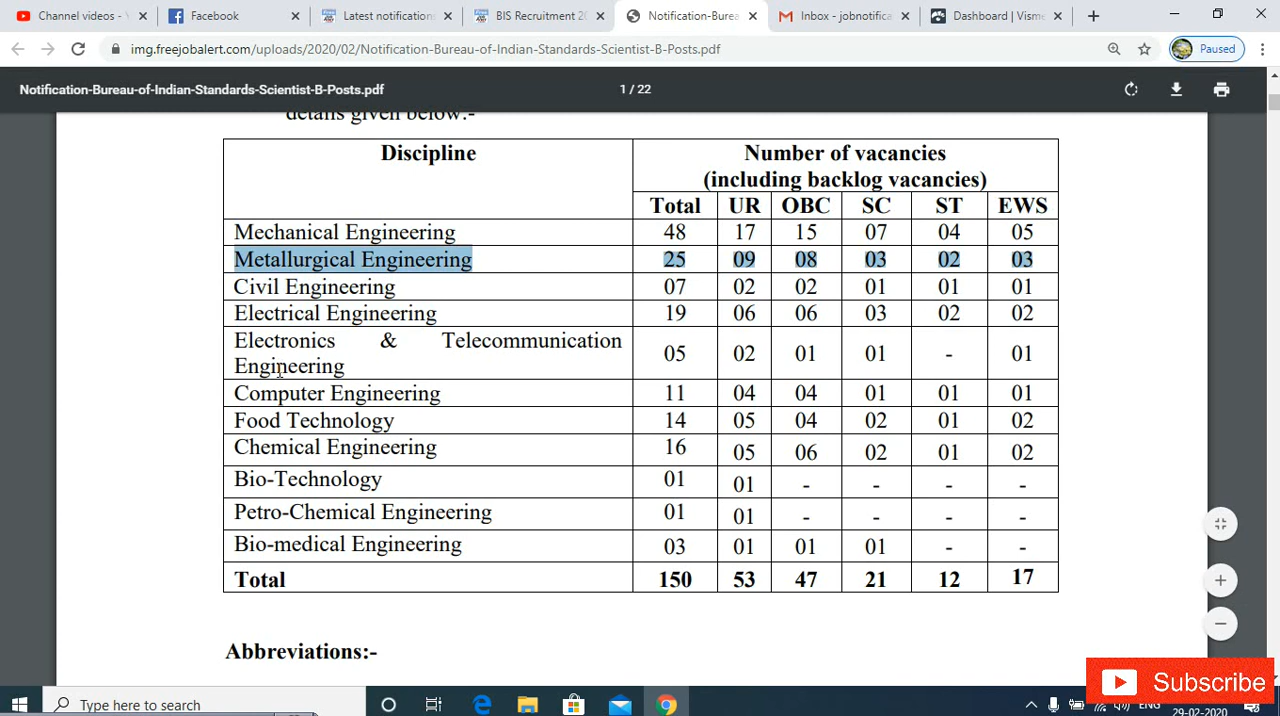 Channel videos - Y
Facebook
Latest notifications
BIS Recruitment 20
Notification-Burea
Inbox - jobnotifica
Dashboard | Visme
img.freejobalert.com/uploads/2020/02/Notification-Bureau-of-Indian-Standards-Scientist-B-Posts.pdf
Paused
Notification-Bureau-of-Indian-Standards-Scientist-B-Posts.pdf 1 / 22
details given below:-
Discipline Number of vacancies
(including backlog vacancies)
Total UR OBC SC ST EWS
Mechanical Engineering 48 17 15 07 04 05
Metallurgical Engineering 25 09 08 03 02 03
Civil Engineering 07 02 02 01 01 01
Electrical Engineering 19 06 06 03 02 02
Electronics & Telecommunication
Engineering 05 02 01 01 - 01
Computer Engineering 11 04 04 01 01 01
Food Technology 14 05 04 02 01 02
Chemical Engineering 16 05 06 02 01 02
Bio-Technology 01 01 - - - -
Petro-Chemical Engineering 01 01 - - - -
Bio-medical Engineering 03 01 01 01 - -
Total 150 53 47 21 12 17
Abbreviations:-
Subscribe
Type here to search
ENG
29-02-2020